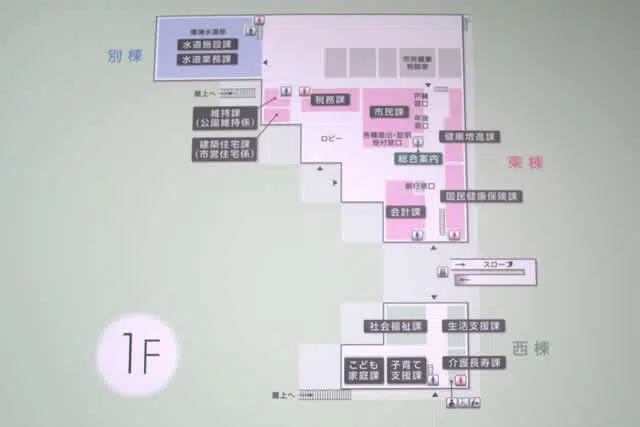 環境水道部
水道施設課
水道業務課
別棟
市民健康
相談室
屋上へ
税務課
戸籍
窓口
維持課
(公園維持係)
市民課
年金
窓口
ロビー
各種届出・証明
受付窓口
健康増進課
建築住宅課
(市営住宅係)
総合案内
東棟
銀行窓口
国民健康保険課
会計課
スロープ
社会福祉課
生活支援課
西棟
1F
こども
家庭課
子育て
支援課
介護長寿課
屋上へ